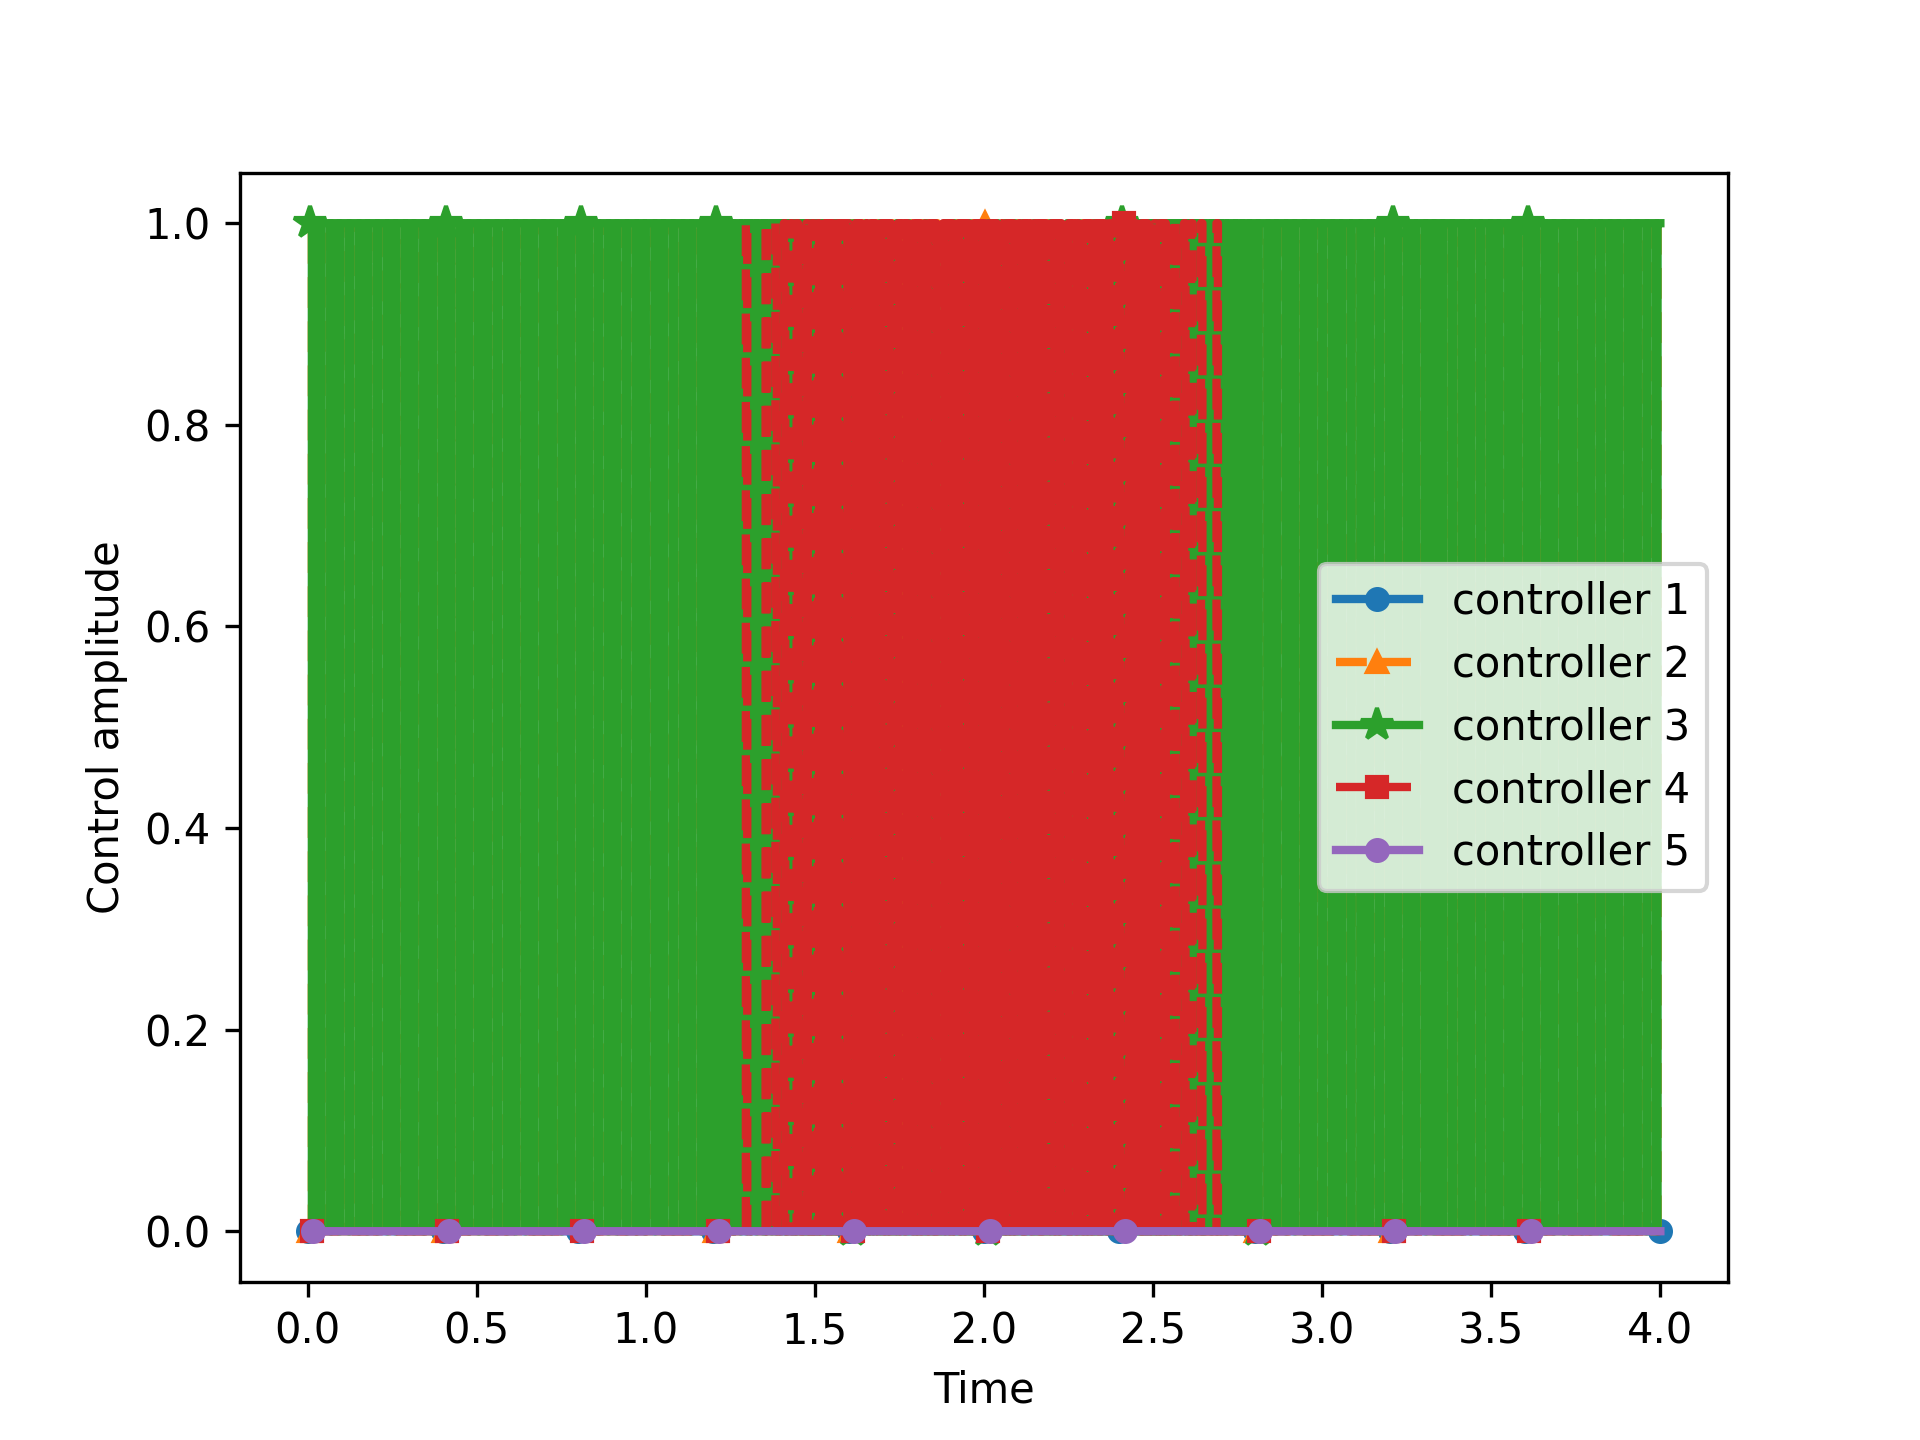 1.0
0.8
0.6
0.4
0.2
0.0
Control amplitude
controller 1
controller 2
controller 3
controller 4
controller 5
0.0 0.5 1.0 1.5 2.0 2.5 3.0 3.5 4.0
Time